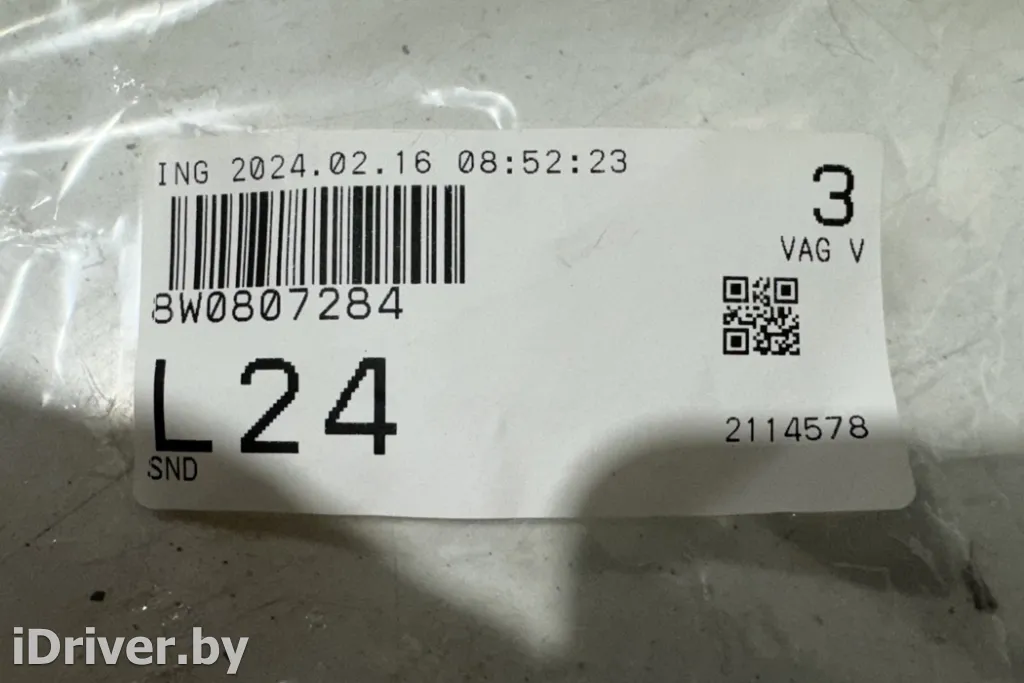 ING 2024.02.16 08:52:23
3
VAG V
8W0807284
L24
SND
2114578
iDriver.by